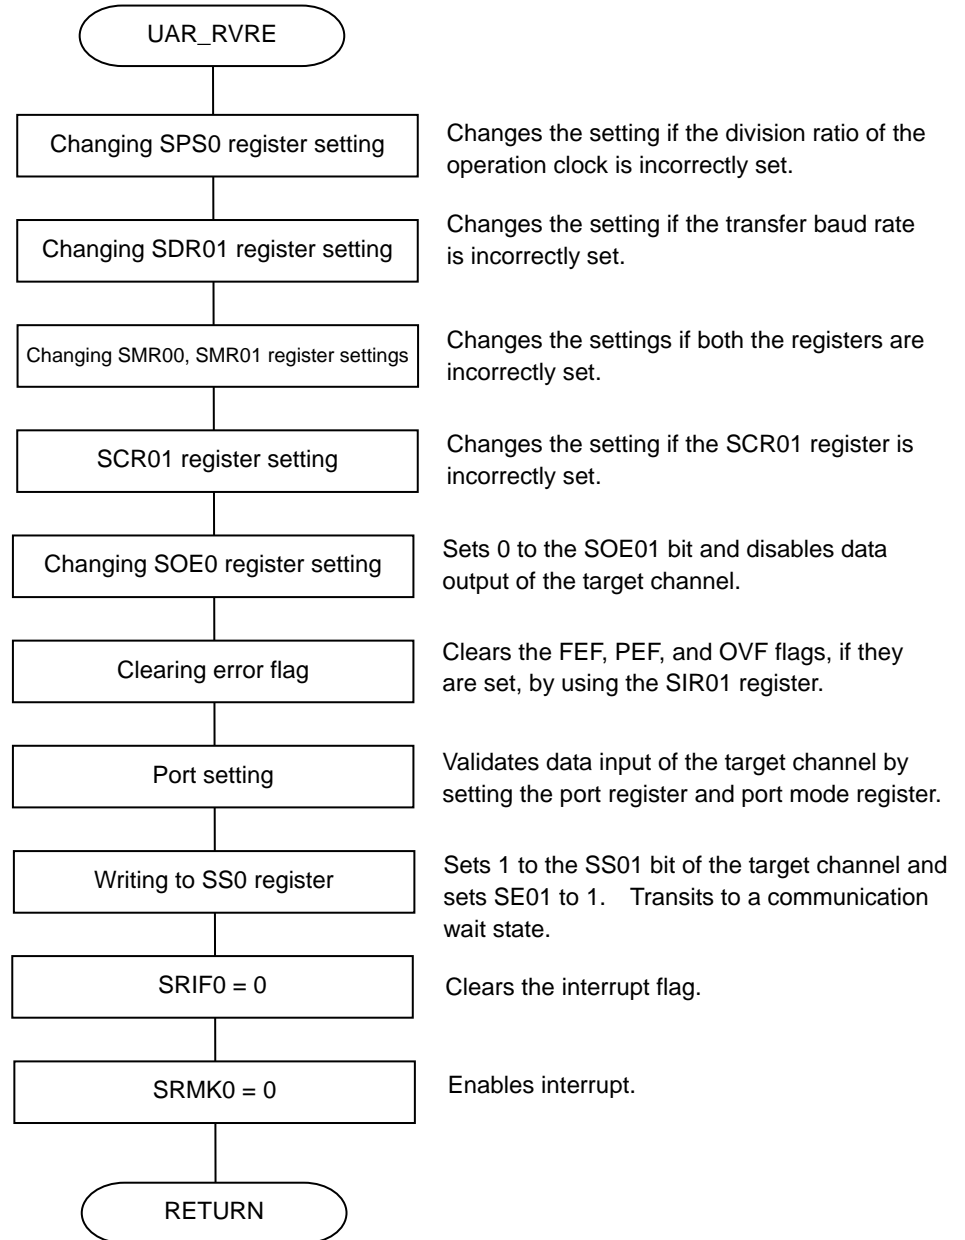 UAR_RVRE
Changing SPS0 register setting
Changes the setting if the division ratio of the
operation clock is incorrectly set.
Changing SDR01 register setting
Changes the setting if the transfer baud rate
is incorrectly set.
Changing SMR00, SMR01 register settings
Changes the settings if both the registers are
incorrectly set.
SCR01 register setting
Changes the setting if the SCR01 register is
incorrectly set.
Changing SOE0 register setting
Sets 0 to the SOE01 bit and disables data
output of the target channel.
Clearing error flag
Clears the FEF, PEF, and OVF flags, if they
are set, by using the SIR01 register.
Port setting
Validates data input of the target channel by
setting the port register and port mode register.
Writing to SS0 register
Sets 1 to the SS01 bit of the target channel and
sets SE01 to 1.    Transits to a communication
wait state.
SRIF0 = 0
Clears the interrupt flag.
SRMK0 = 0
Enables interrupt.
RETURN